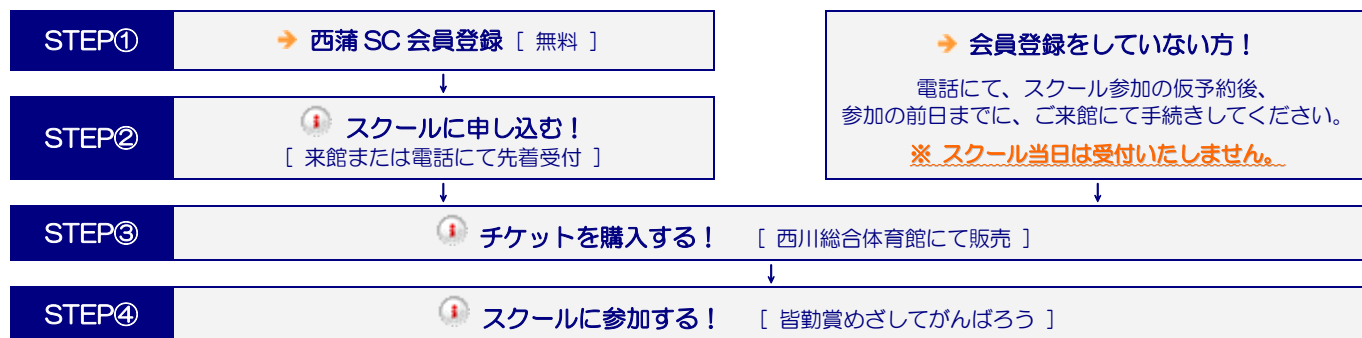 STEP① 西蒲SC会員登録 [ 無料 ]
STEP② スクールに申し込む！
[ 来館または電話にて先着受付 ]
会員登録をしていない方！
電話にて、スクール参加の仮予約後、
参加の前日までに、ご来館にて手続きしてください。
※ スクール当日は受付いたしません。
STEP③ チケットを購入する！ [ 西川総合体育館にて販売 ]
STEP④ スクールに参加する！ [ 皆勤賞めざしてがんばろう ]